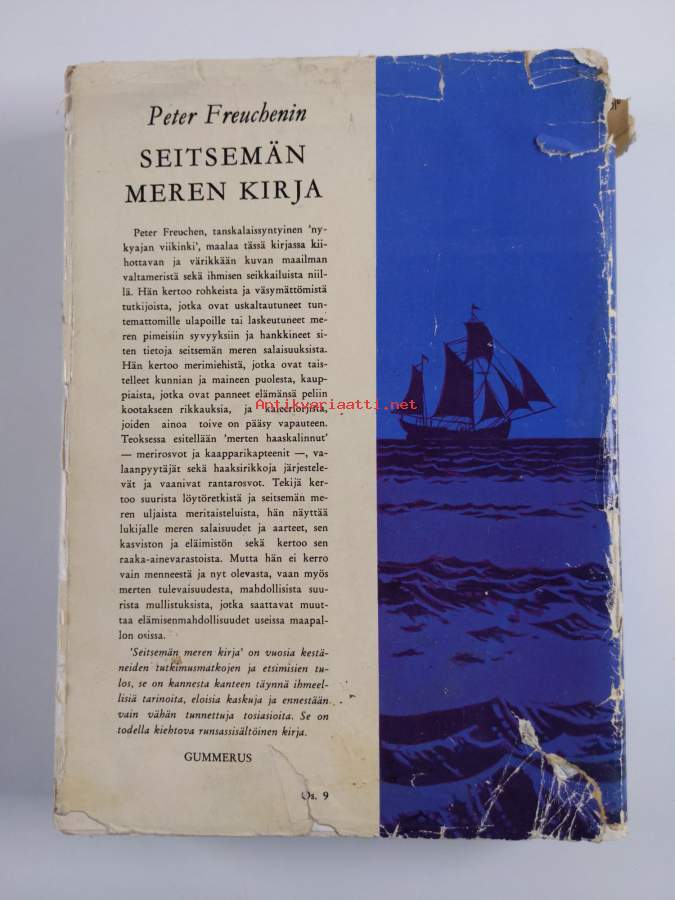 Peter Freuchenin
SEITSEMÄN
MEREN KIRJA
Peter Freuchen, tanskalaissyntyinen 'ny-
kyajan viikinki', maalaa tässä kirjassa kii-
hottavan ja värikkään kuvan maailman
valtameristä sekä ihmisen seikkailuista niil-
lä. Hän kertoo rohkeista ja väsymättömistä
tutkijoista, jotka ovat uskaltautuneet tun-
temattomille ulapoille tai laskeutuneet me-
ren pimeisiin syvyyksiin ja hankkineet si-
ten tietoja seitsemän meren salaisuuksista.
Hän kertoo merimiehistä, jotka ovat tais-
telleet kunnian ja maineen puolesta, kaup-
piaista, jotka ovat panneet elämänsä peliin
kootakseen rikkauksia, ja kaleeriorjista,
Antikvariaatti.net
joiden ainoa toive on pääsy vapauteen.
Teoksessa esitellään 'merten haaskalinnut'
— merirosvot ja kaapparikapteenit —, va-
laanpyytäjät sekä haaksirikkoja järjestele-
vät ja vaanivat rantarosvot. Tekijä ker-
too suurista löytöretkistä ja seitsemän me-
ren uljaista meritaisteluista, hän näyttää
lukijalle meren salaisuudet ja aarteet, sen
kasviston ja eläimistön sekä kertoo sen
raaka-ainevarastoista. Mutta hän ei kerro
vain menneestä ja nyt olevasta, vaan myös
merten tulevaisuudesta, mahdollisista suu-
rista mullistuksista, jotka saattavat muut-
taa elämisenmahdollisuudet useissa maapal-
lon osissa.
'Seitsemän meren kirja' on vuosia kestä-
neiden tutkimusmatkojen ja etsimisien tu-
los, se on kannesta kanteen täynnä ihmeel-
lisiä tarinoita, eloisia kaskuja ja ennestään
vain vähän tunnettuja tosiasioita. Se on
todella kiehtova runsassisältöinen kirja.
GUMMERUS
Os. 9